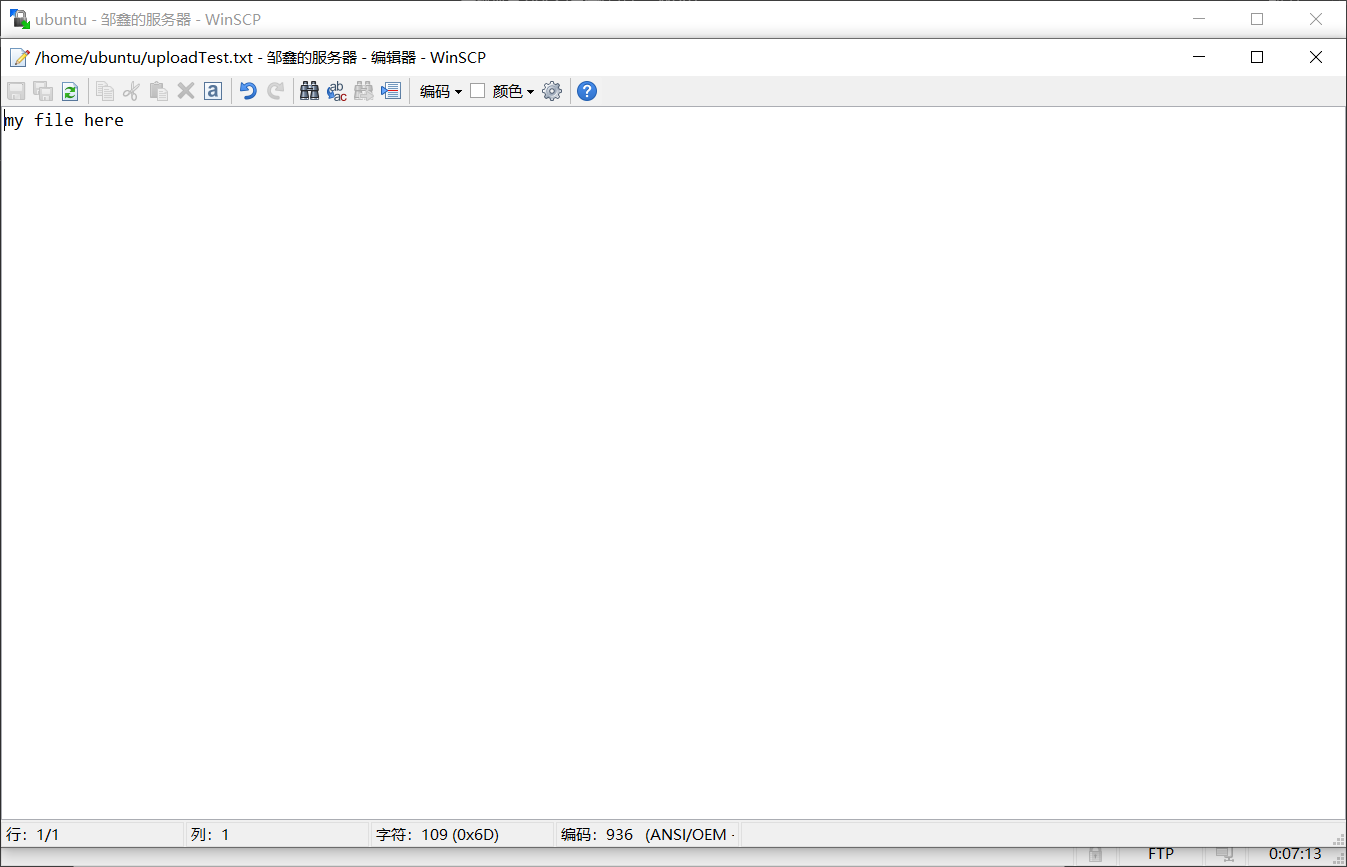 ubuntu - 邹鑫的服务器 - WinSCP
/home/ubuntu/uploadTest.txt - 邹鑫的服务器 - 编辑器 - WinSCP
编码 颜色
my file here
行: 1/1 列: 1 字符: 109 (0x6D) 编码: 936 (ANSI/OEM -
FTP 0:07:13